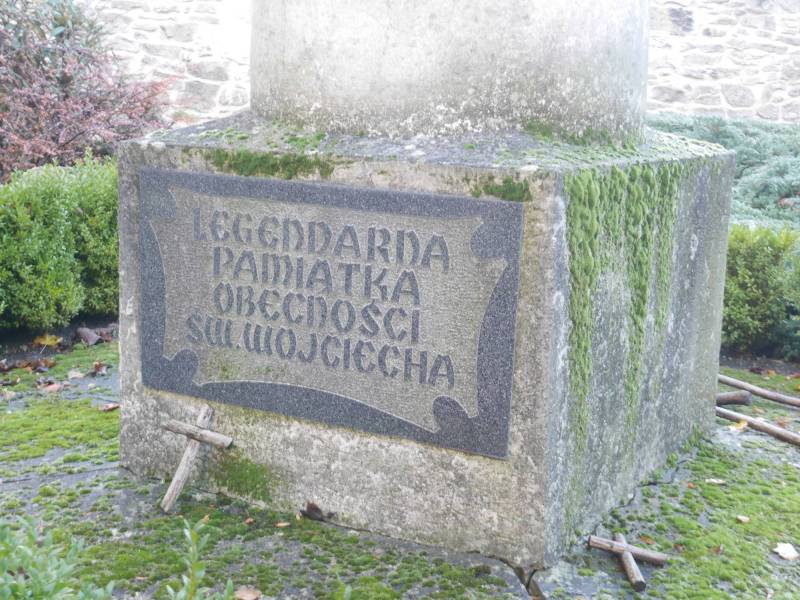 LEGENDARNA
PAMIĄTKA
OBECNOŚCI
ŚW. WOJCIECHA